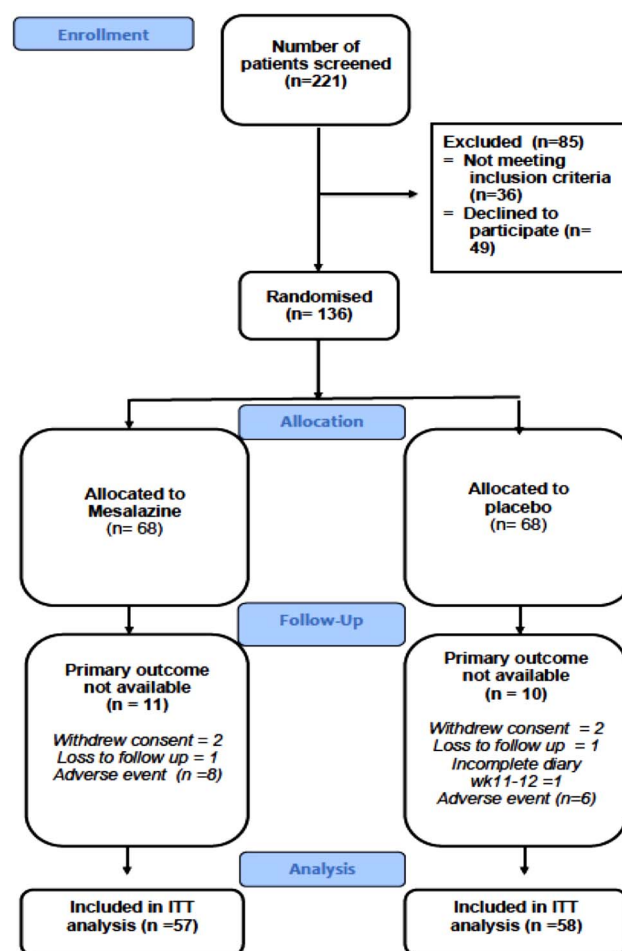 Enrollment
Number of
patients screened
(n=221)
Excluded  (n=85)
=  Not meeting
inclusion criteria
(n=36)
=  Declined to
participate (n=
49)
Randomised
(n= 136)
Allocation
Allocated to
Mesalazine
(n= 68)
Allocated to
placebo
(n= 68)
Follow-Up
Primary outcome
not available
(n = 11)
Withdrew consent = 2
Loss to follow up  = 1
Adverse event  (n =8)
Primary outcome
not available
(n = 10)
Withdrew consent  = 2
Loss to follow up  = 1
Incomplete diary
wk11-12 =1
Adverse event (n=6)
Analysis
Included in ITT
analysis (n =57)
Included in ITT
analysis (n =58)